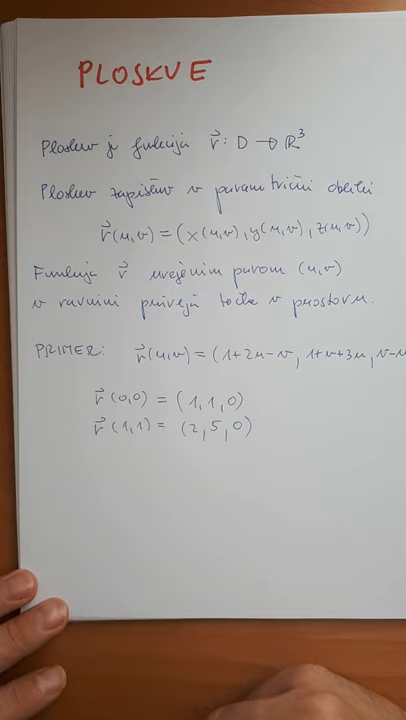 PLOSKVE
Ploskev je funkcija r⃗: D → ℝ³
Ploskev zapišemo v parametrični obliki
r⃗(u,v) = (x(u,v), y(u,v), z(u,v))
Funkcija r⃗ urejenim parom (u,v)
v ravnini priredi točke v prostoru.
PRIMER: r⃗(u,v) = (1+2u-v, 1+v+3u, v-u
r⃗(0,0) = (1,1,0)
r⃗(1,1) = (2,5,0)